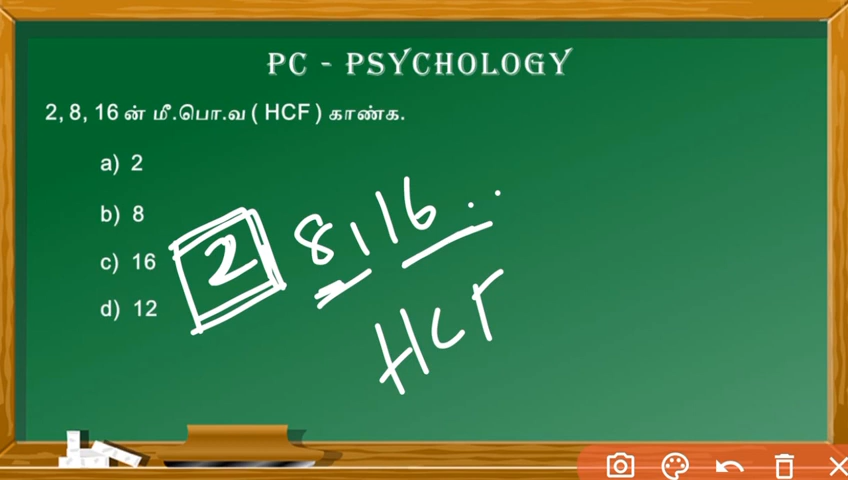 PC - PSYCHOLOGY
2, 8, 16 ன் மீ.பொ.வ ( HCF ) காண்க.
a) 2
b) 8
c) 16
d) 12
2 8, 16 ..
HCF